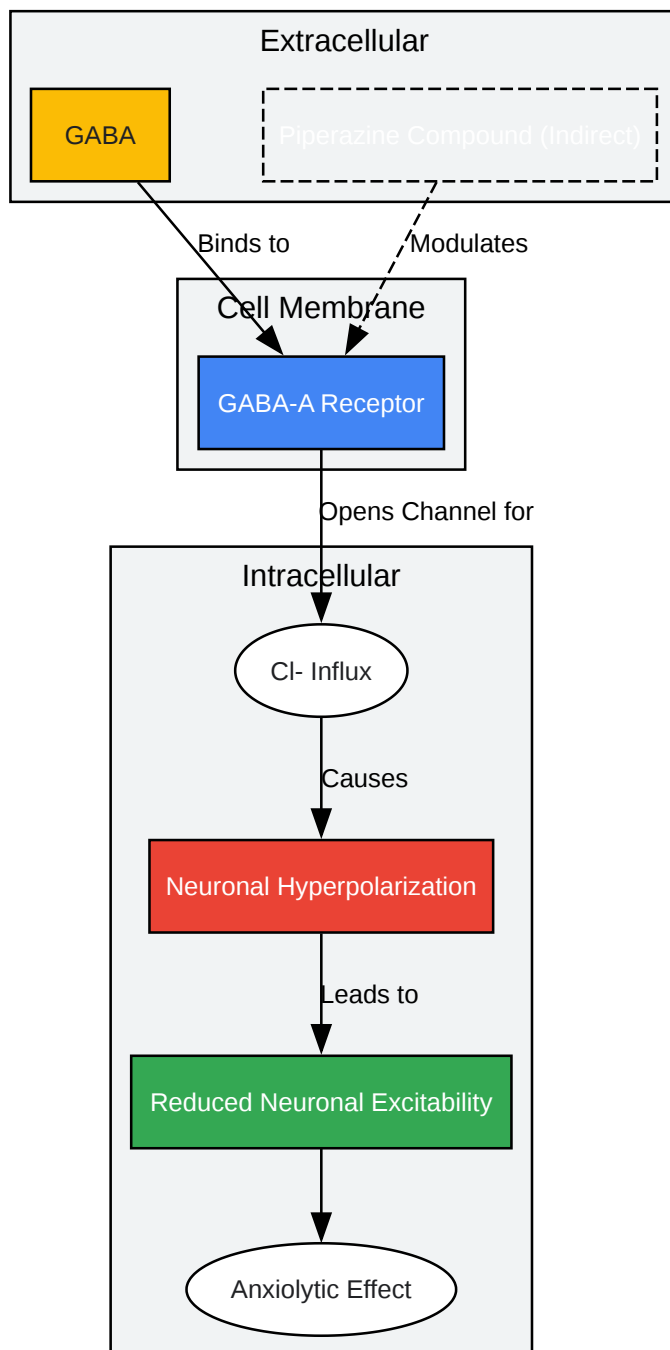 Extracellular
GABA
Piperazine Compound (Indirect)
Binds to
Modulates
Cell Membrane
GABA-A Receptor
Opens Channel for
Intracellular
Cl- Influx
Causes
Neuronal Hyperpolarization
Leads to
Reduced Neuronal Excitability
Anxiolytic Effect